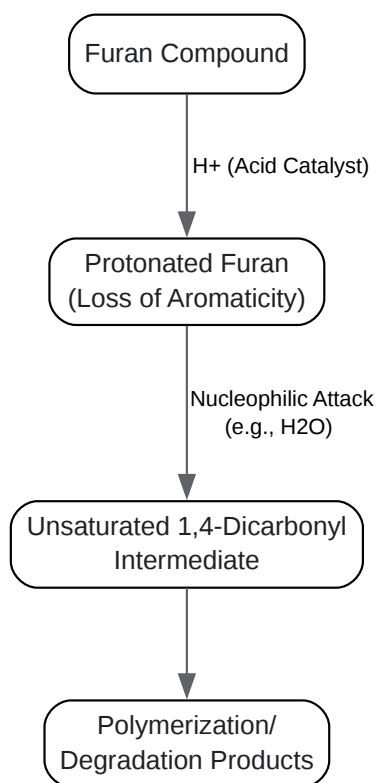 Furan Compound
H+ (Acid Catalyst)
Protonated Furan
(Loss of Aromaticity)
Nucleophilic Attack
(e.g., H2O)
Unsaturated 1,4-Dicarbonyl
Intermediate
Polymerization/
Degradation Products